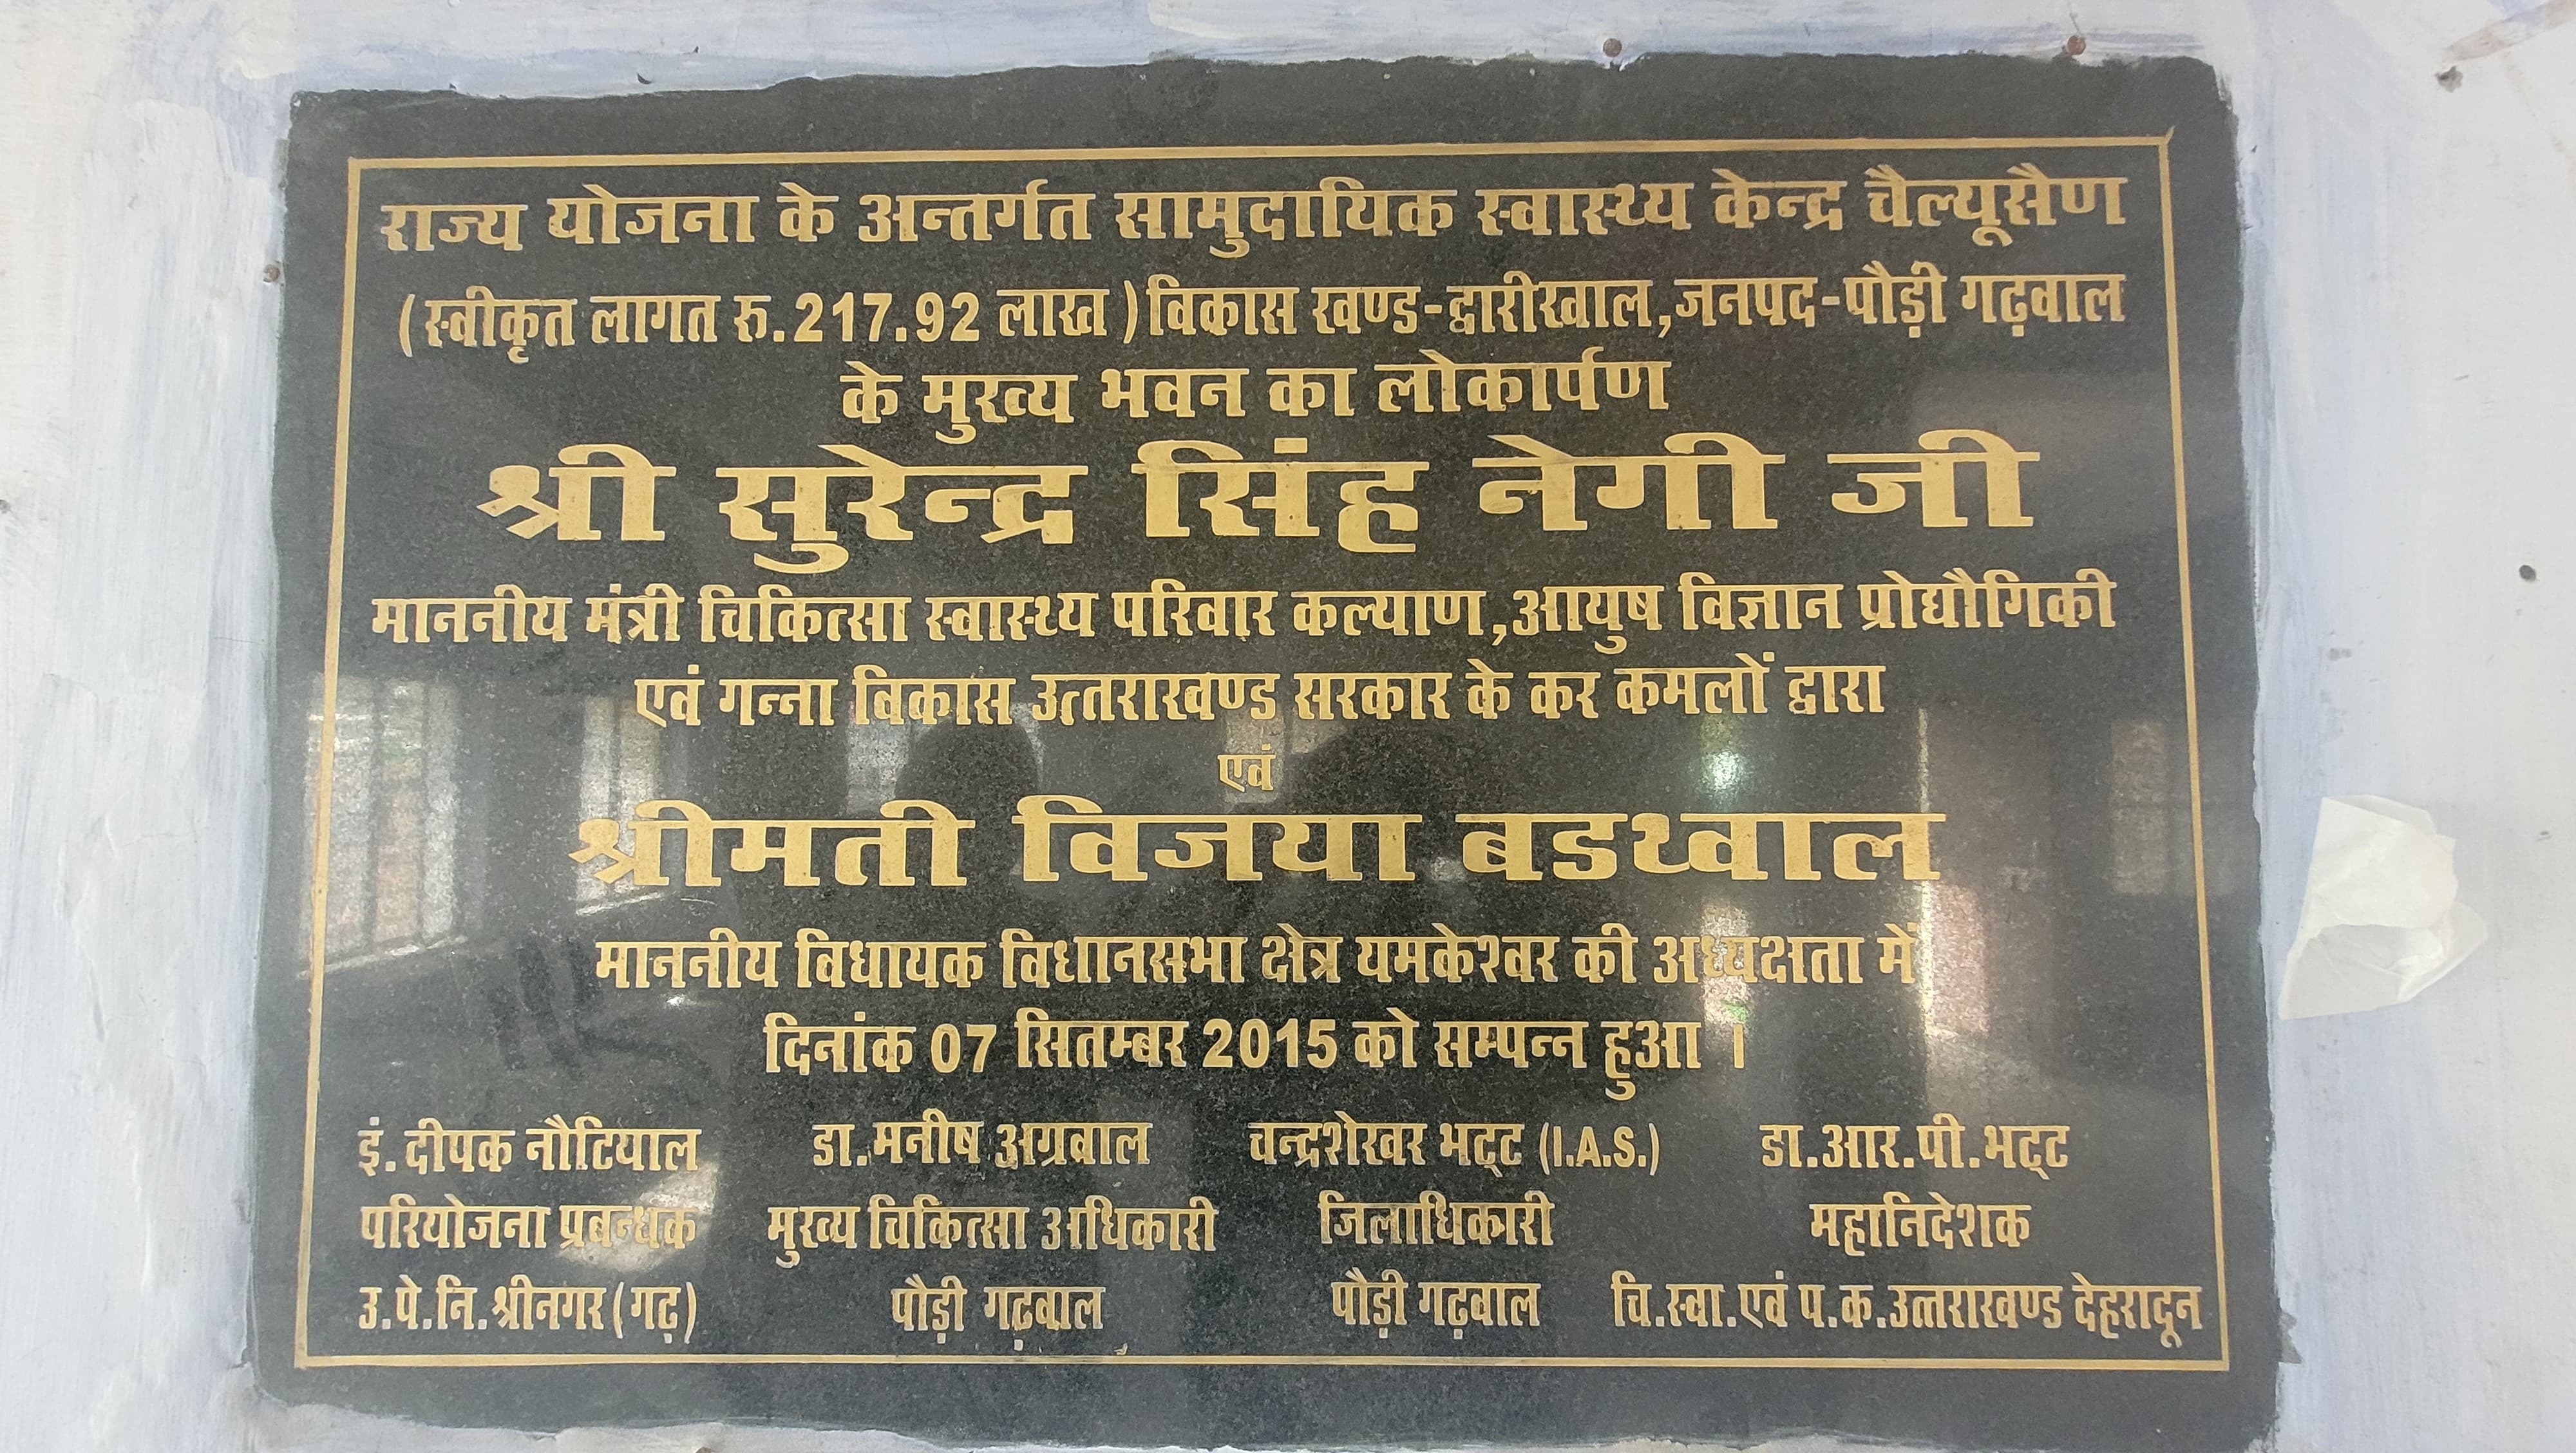 राज्य योजना के अन्तर्गत सामुदायिक स्वास्थ्य केन्द्र चैल्यूसैण
(स्वीकृत लागत रु.217.92 लाख)विकास खण्ड-द्वारीखाल,जनपद-पौड़ी गढ़वाल
के मुख्य भवन का लोकार्पण
श्री सुरेन्द्र सिंह नेगी जी
माननीय मंत्री चिकित्सा स्वास्थ्य परिवार कल्याण,आयुष विज्ञान प्रोद्यौगिकी
एवं गन्ना विकास उत्तराखण्ड सरकार के कर कमलों द्वारा
एवं
श्रीमती विजया बडथ्वाल
माननीय विधायक विधानसभा क्षेत्र यमकेश्वर की अध्यक्षता में
दिनांक 07 सितम्बर 2015 को सम्पन्न हुआ ।
इं.दीपक नौटियाल डा.मनीष अग्रवाल चन्द्रशेखर भट्ट (I.A.S.) डा.आर.पी.भट्ट
परियोजना प्रबन्धक मुख्य चिकित्सा अधिकारी जिलाधिकारी महानिदेशक
उ.पे.नि.श्रीनगर(गढ़) पौड़ी गढ़वाल पौड़ी गढ़वाल चि.स्वा.एवं प.क.उत्तराखण्ड देहरादून